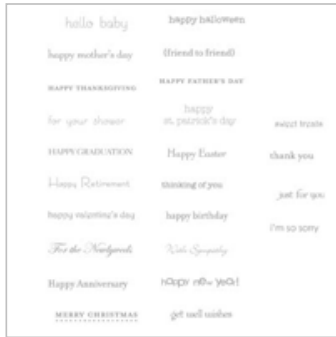 hello baby
happy halloween
happy mother's day
(friend to friend)
HAPPY THANKSGIVING
HAPPY FATHER'S DAY
for your shower
happy
st. patrick's day
sweet treats
HAPPY GRADUATION
Happy Easter
thank you
Happy Retirement
thinking of you
just for you
happy valentine's day
happy birthday
i'm so sorry
For the Newlyweds
With Sympathy
Happy Anniversary
happy new year!
MERRY CHRISTMAS
get well wishes